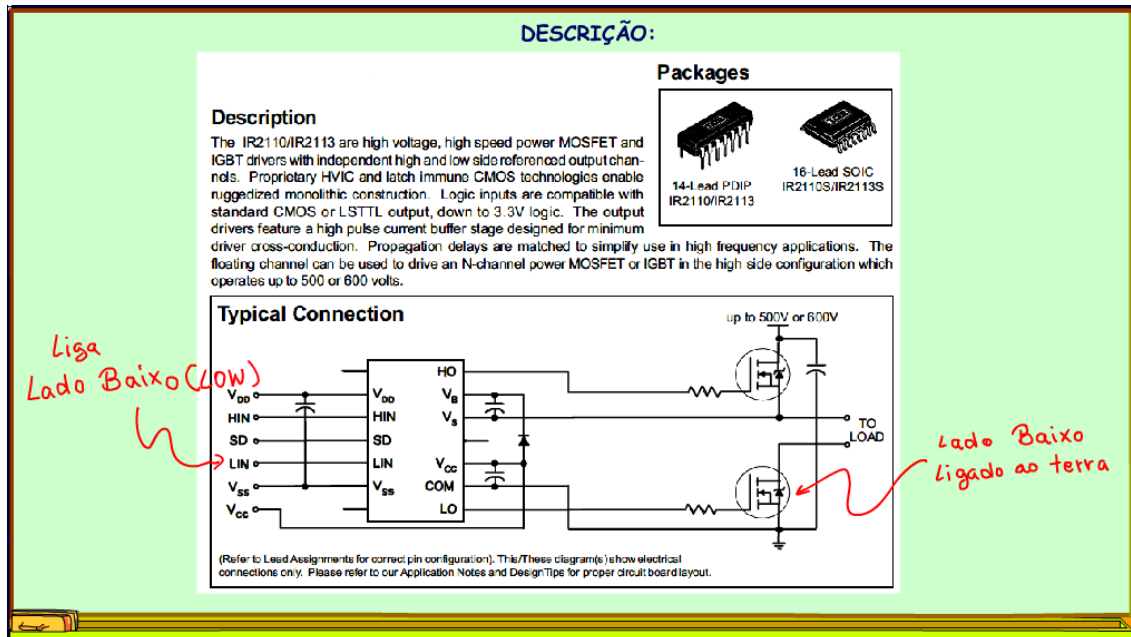 DESCRIÇÃO:
Packages
14-Lead PDIP
IR2110/IR2113
16-Lead SOIC
IR2110S/IR2113S
Description
The IR2110/IR2113 are high voltage, high speed power MOSFET and
IGBT drivers with independent high and low side referenced output chan-
nels. Proprietary HVIC and latch immune CMOS technologies enable
ruggedized monolithic construction. Logic inputs are compatible with
standard CMOS or LSTTL output, down to 3.3V logic. The output
drivers feature a high pulse current buffer stage designed for minimum
driver cross-conduction. Propagation delays are matched to simplify use in high frequency applications. The
floating channel can be used to drive an N-channel power MOSFET or IGBT in the high side configuration which
operates up to 500 or 600 volts.
Typical Connection
up to 500V or 600V
Liga
Lado Baixo (LOW)
VDD
HIN
SD
LIN
VSS
VCC
VDD
HIN
SD
LIN
VSS
HO
VB
VS
VCC
COM
LO
TO
LOAD
Lado Baixo
Ligado ao terra
(Refer to Lead Assignments for correct pin configuration). This/These diagram(s) show electrical
connections only. Please refer to our Application Notes and DesignTips for proper circuit board layout.